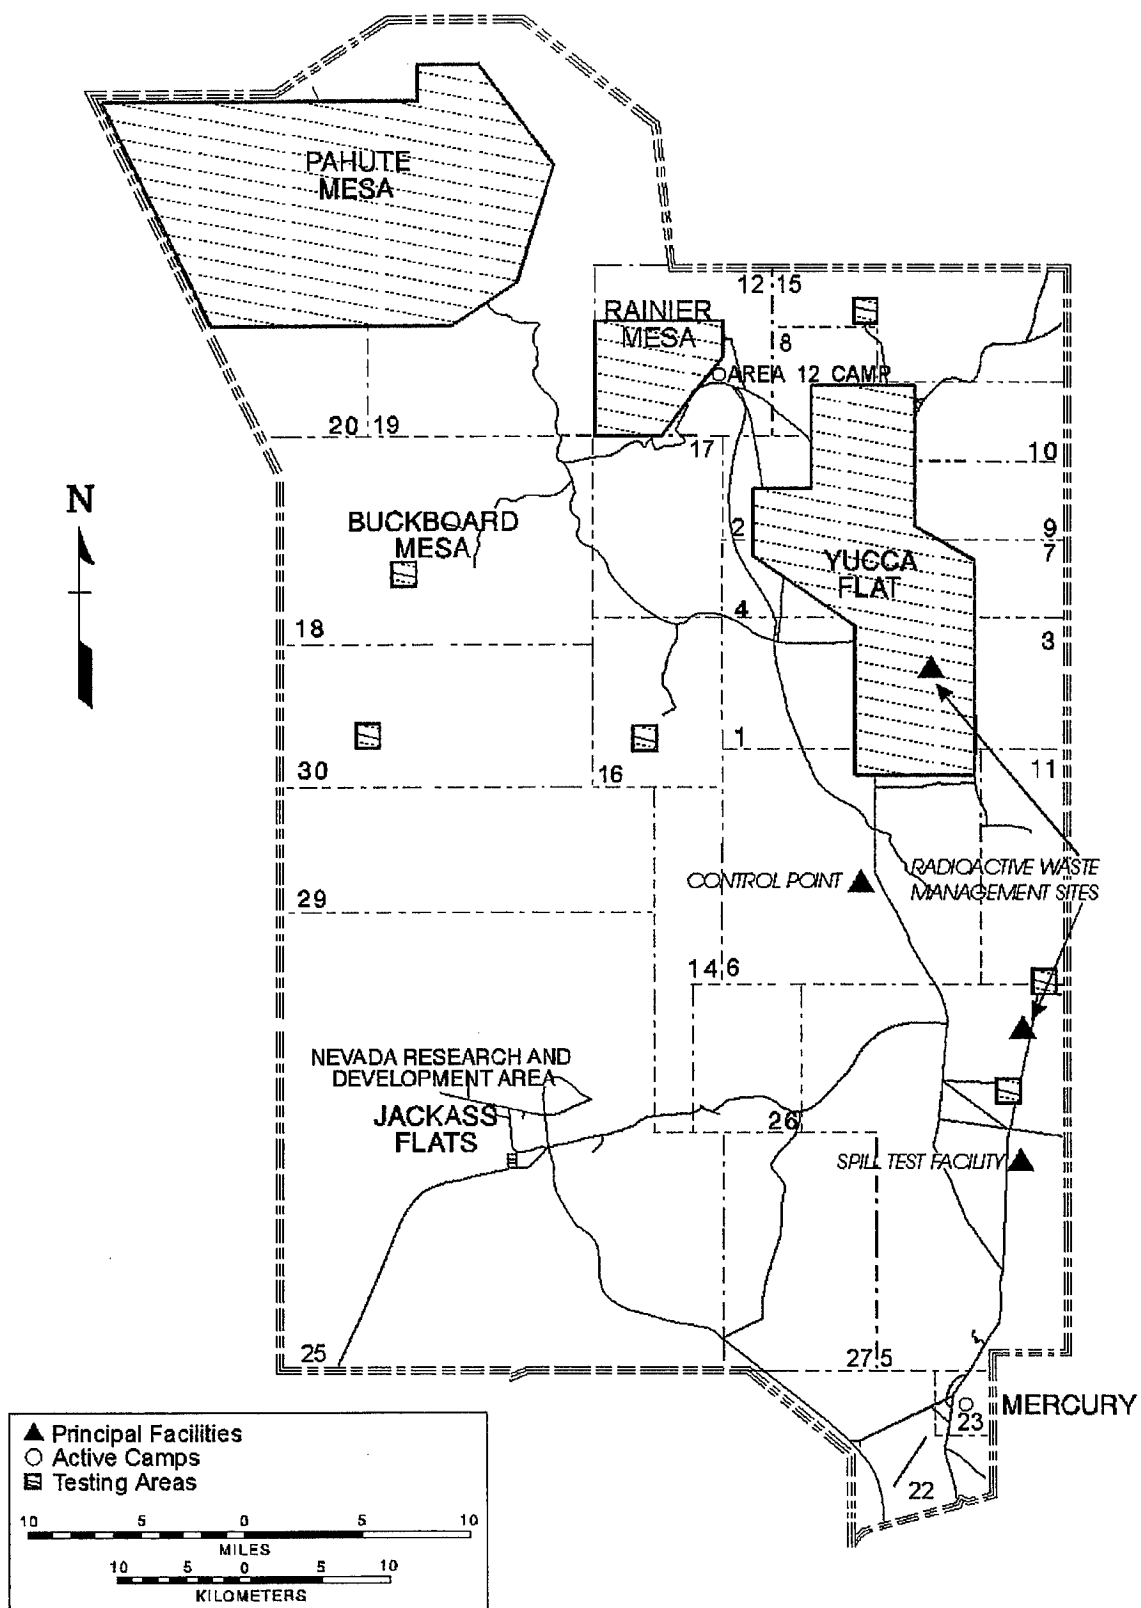 PAHUTE
MESA
12 15
RAINIER
MESA
8
AREA 12 CAMP
20 19
17
10
N
BUCKBOARD
MESA
2
9
7
YUCCA
FLAT
18
4
3
1
30
16
11
CONTROL POINT
RADIOACTIVE WASTE
MANAGEMENT SITES
29
14 6
NEVADA RESEARCH AND
DEVELOPMENT AREA
JACKASS
FLATS
26
SPILL TEST FACILITY
25
27 5
MERCURY
23
22
Principal Facilities
Active Camps
Testing Areas
10 5 0 5 10
MILES
10 5 0 5 10
KILOMETERS